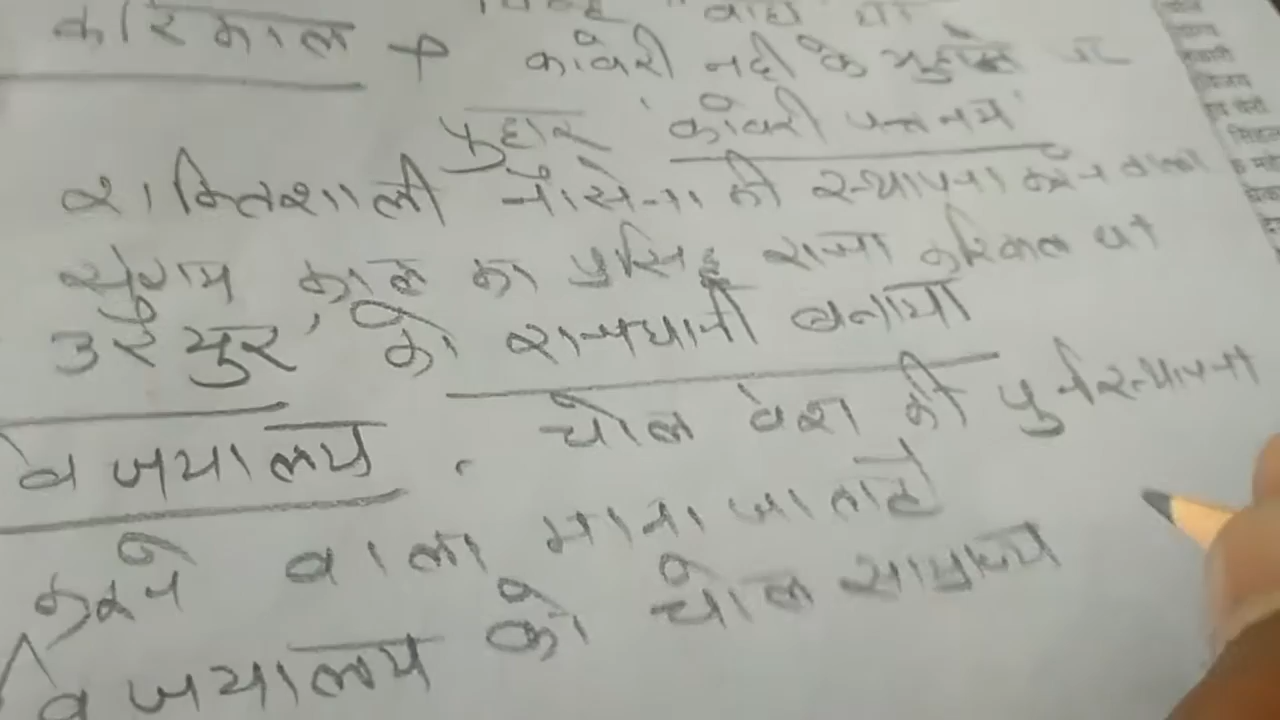 चिन्ह "बाघ" था
करिकाल → कावेरी नदी के मुहाने पर
पुहार 'कावेरी पत्तनम'
शक्तिशाली नौसेना की स्थापना करने वाला
संगम काल का प्रसिद्ध राजा करिकाल था
उरैयुर' को राजधानी बनाया
विजयालय . चोल वंश की पुर्नस्थापना
करने वाला माना जाता है
विजयालय को चोल साम्राज्य